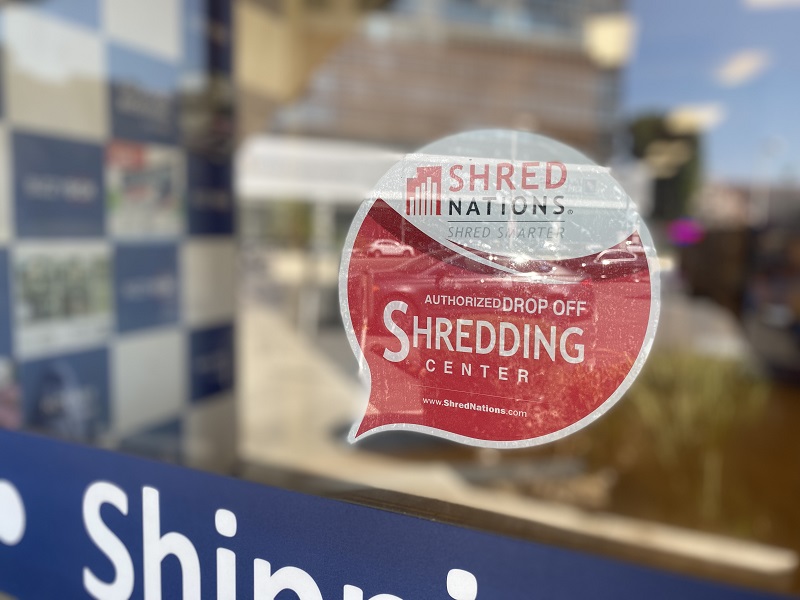 SHRED
NATIONS®
SHRED SMARTER
AUTHORIZED DROP OFF
SHREDDING
CENTER
www.ShredNations.com